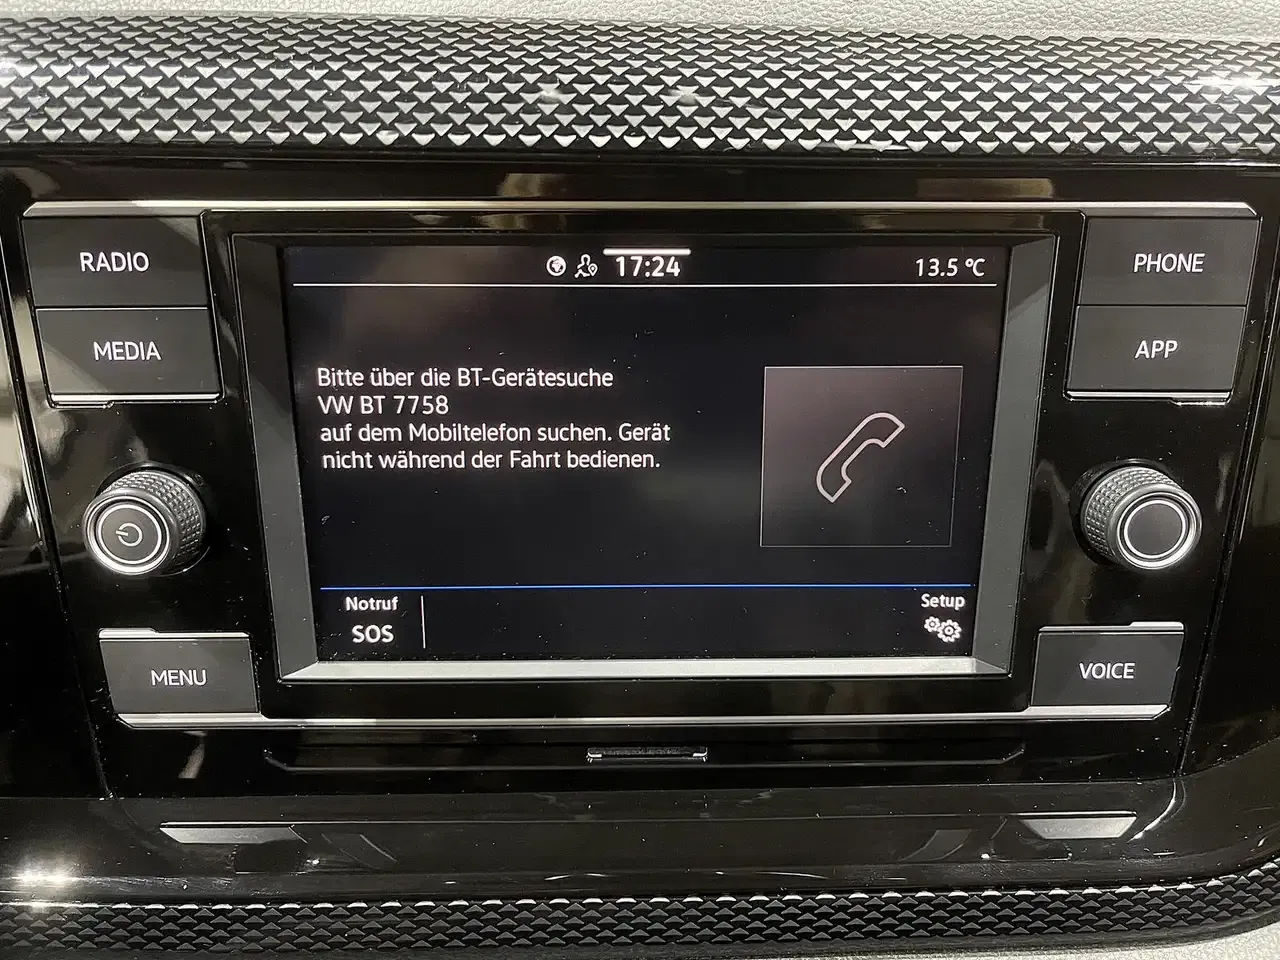 RADIO
MEDIA
MENU
17:24
13.5 °C
Bitte über die BT-Gerätesuche
VW BT 7758
auf dem Mobiltelefon suchen. Gerät
nicht während der Fahrt bedienen.
Notruf
SOS
Setup
PHONE
APP
VOICE